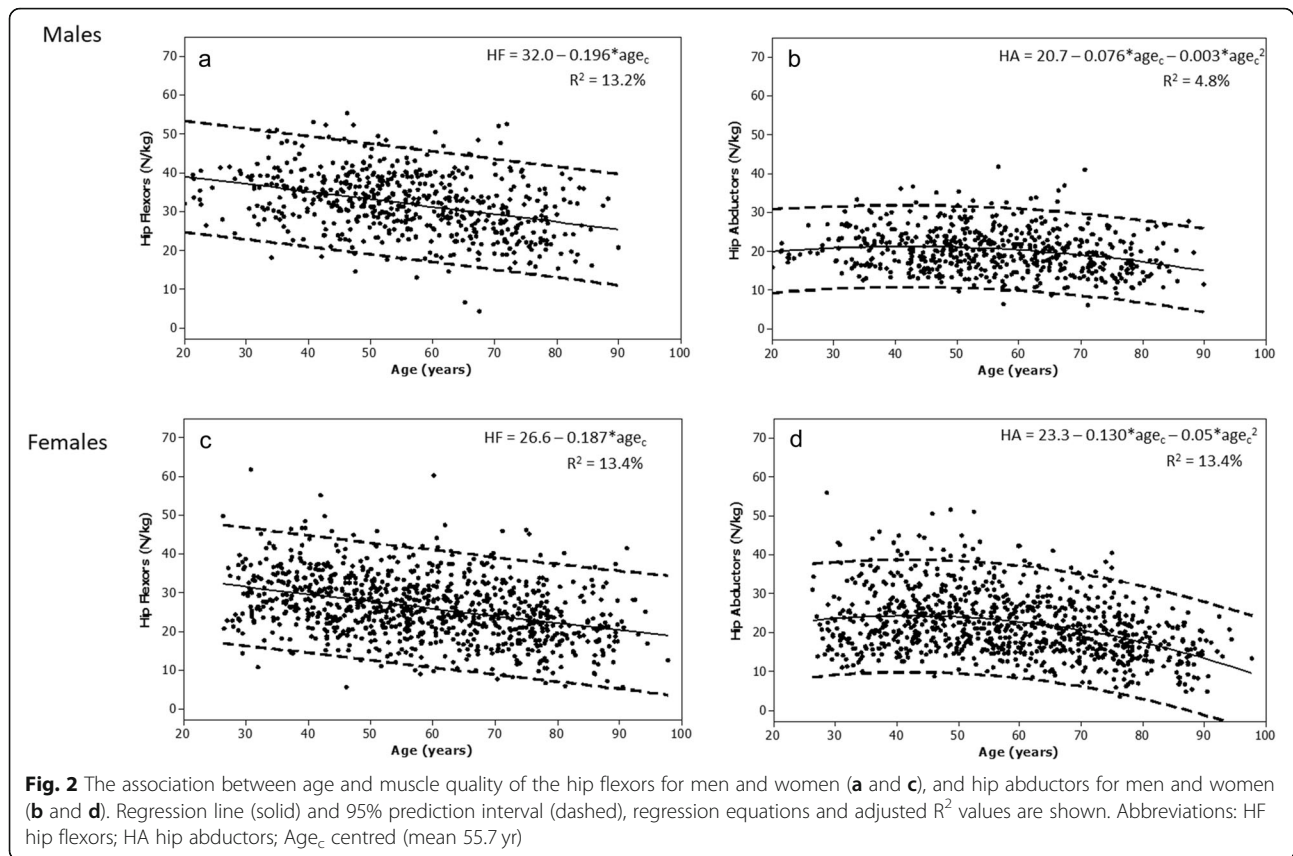 Males
a
HF = 32.0 – 0.196*age_c
R² = 13.2%
Hip Flexors (N/kg)
70
60
50
40
30
20
10
0
20 30 40 50 60 70 80 90 100
Age (years)
b
HA = 20.7 – 0.076*age_c – 0.003*age_c²
R² = 4.8%
Hip Abductors (N/kg)
70
60
50
40
30
20
10
0
20 30 40 50 60 70 80 90 100
Age (years)
Females
c
HF = 26.6 – 0.187*age_c
R² = 13.4%
Hip Flexors (N/kg)
70
60
50
40
30
20
10
0
20 30 40 50 60 70 80 90 100
Age (years)
d
HA = 23.3 – 0.130*age_c – 0.05*age_c²
R² = 13.4%
Hip Abductors (N/kg)
70
60
50
40
30
20
10
0
20 30 40 50 60 70 80 90 100
Age (years)
Fig. 2 The association between age and muscle quality of the hip flexors for men and women (a and c), and hip abductors for men and women
(b and d). Regression line (solid) and 95% prediction interval (dashed), regression equations and adjusted R² values are shown. Abbreviations: HF
hip flexors; HA hip abductors; Age_c centred (mean 55.7 yr)